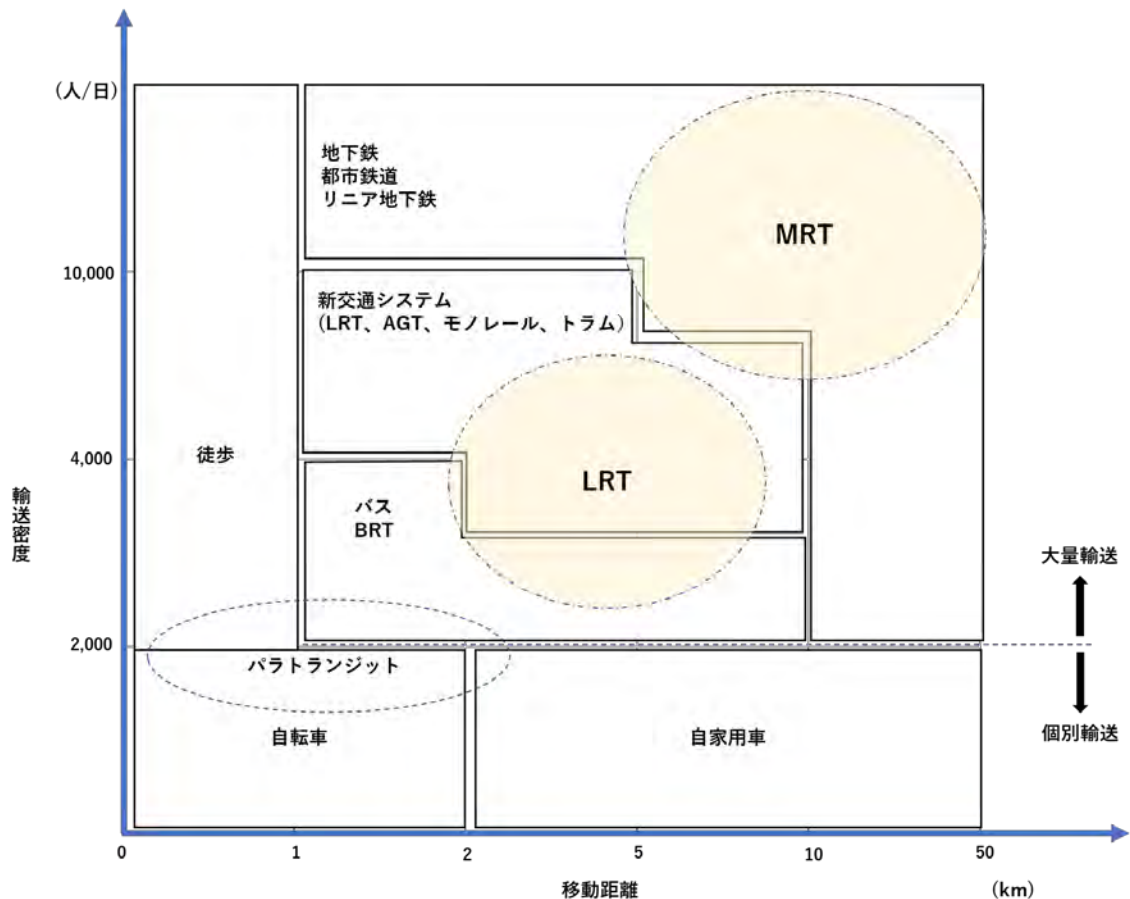 (人/日)
地下鉄
都市鉄道
リニア地下鉄
MRT
10,000
新交通システム
(LRT、AGT、モノレール、トラム)
徒歩
4,000
LRT
バス
BRT
輸送密度
大量輸送
2,000
パラトランジット
自転車
自家用車
個別輸送
0
1
2
5
10
50
移動距離
(km)